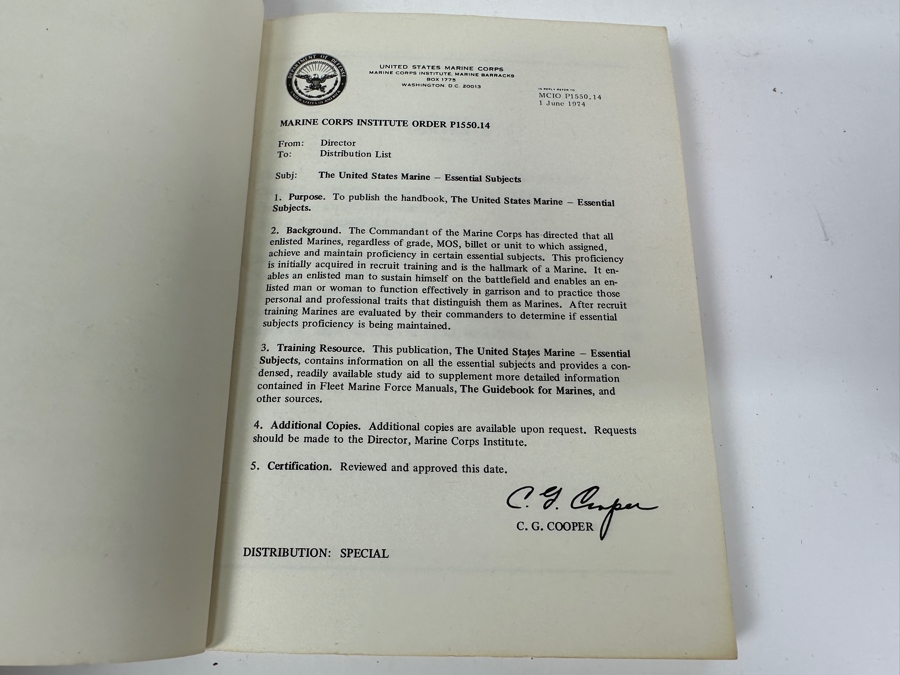 DEPARTMENT OF DEFENSE
UNITED STATES OF AMERICA
UNITED STATES MARINE CORPS
MARINE CORPS INSTITUTE, MARINE BARRACKS
BOX 1775
WASHINGTON, D.C. 20013
IN REPLY REFER TO
MCIO P1550.14
1 June 1974
MARINE CORPS INSTITUTE ORDER P1550.14
From: Director
To: Distribution List
Subj: The United States Marine – Essential Subjects
1. Purpose. To publish the handbook, The United States Marine – Essential
Subjects.
2. Background. The Commandant of the Marine Corps has directed that all
enlisted Marines, regardless of grade, MOS, billet or unit to which assigned,
achieve and maintain proficiency in certain essential subjects. This proficiency
is initially acquired in recruit training and is the hallmark of a Marine. It en-
ables an enlisted man to sustain himself on the battlefield and enables an en-
listed man or woman to function effectively in garrison and to practice those
personal and professional traits that distinguish them as Marines. After recruit
training Marines are evaluated by their commanders to determine if essential
subjects proficiency is being maintained.
3. Training Resource. This publication, The United States Marine – Essential
Subjects, contains information on all the essential subjects and provides a con-
densed, readily available study aid to supplement more detailed information
contained in Fleet Marine Force Manuals, The Guidebook for Marines, and
other sources.
4. Additional Copies. Additional copies are available upon request. Requests
should be made to the Director, Marine Corps Institute.
5. Certification. Reviewed and approved this date.
C. G. Cooper
C. G. COOPER
DISTRIBUTION: SPECIAL